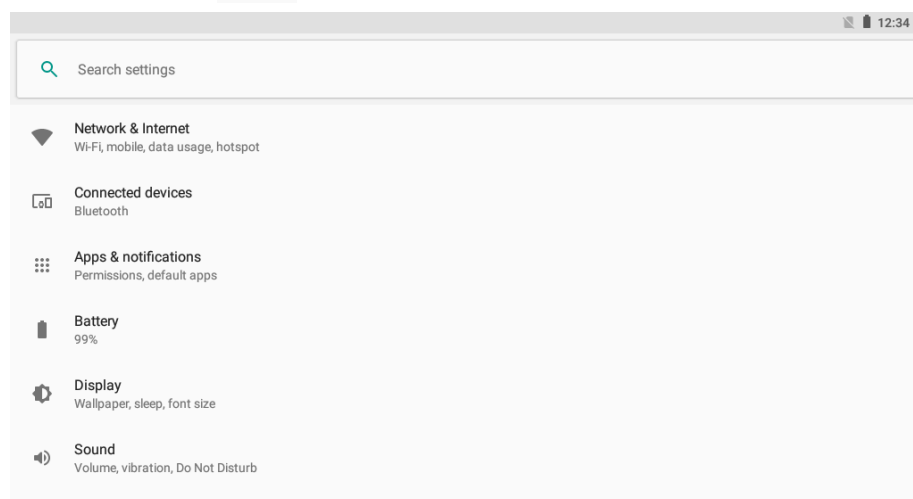 12:34
Search settings
Network & Internet
Wi-Fi, mobile, data usage, hotspot
Connected devices
Bluetooth
Apps & notifications
Permissions, default apps
Battery
99%
Display
Wallpaper, sleep, font size
Sound
Volume, vibration, Do Not Disturb